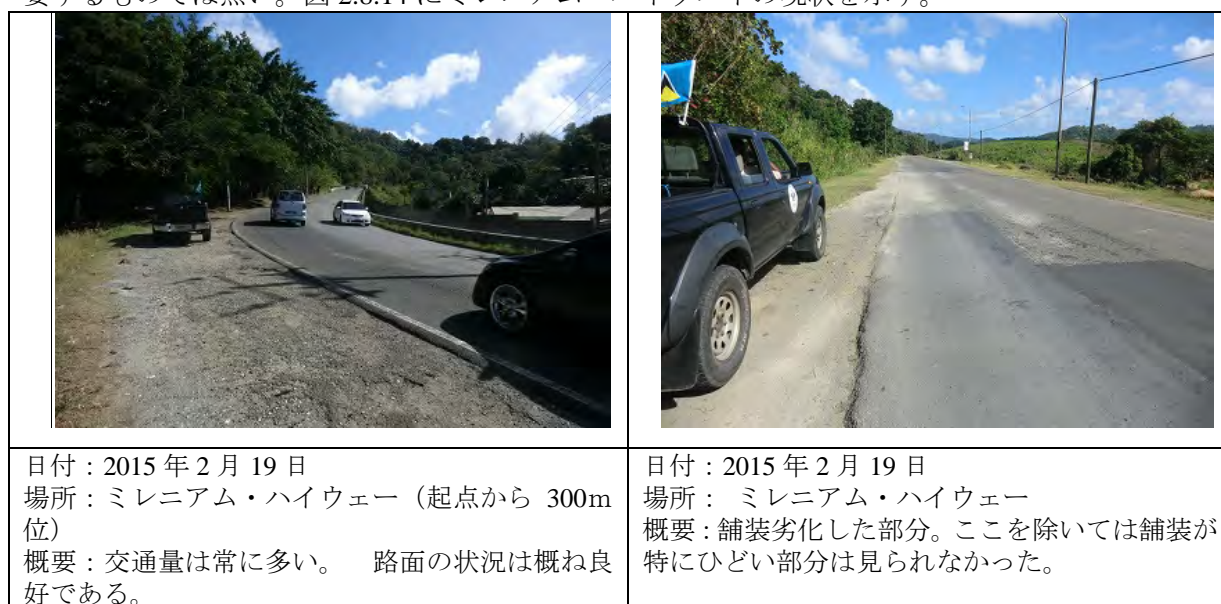 日付：2015 年 2 月 19 日
場所：ミレニアム・ハイウェー（起点から 300m
位）
概要：交通量は常に多い。　路面の状況は概ね良
好である。
日付：2015 年 2 月 19 日
場所： ミレニアム・ハイウェー
概要：舗装劣化した部分。ここを除いては舗装が
特にひどい部分は見られなかった。